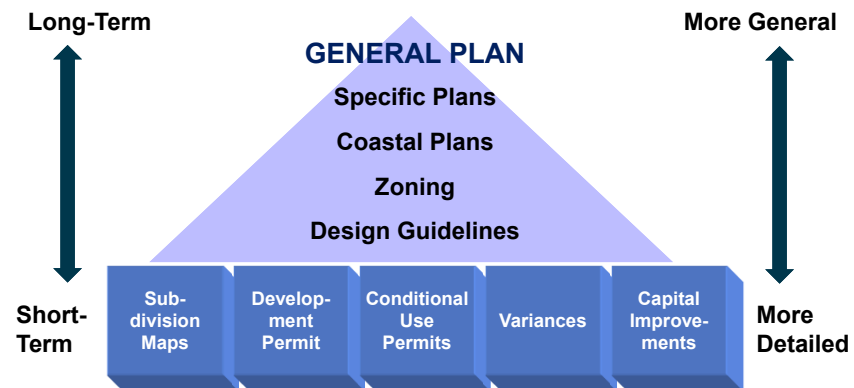 Long-Term
More General
GENERAL PLAN
Specific Plans
Coastal Plans
Zoning
Design Guidelines
Short-
Term
Sub-
division
Maps
Develop-
ment
Permit
Conditional
Use
Permits
Variances
Capital
Improve-
ments
More
Detailed